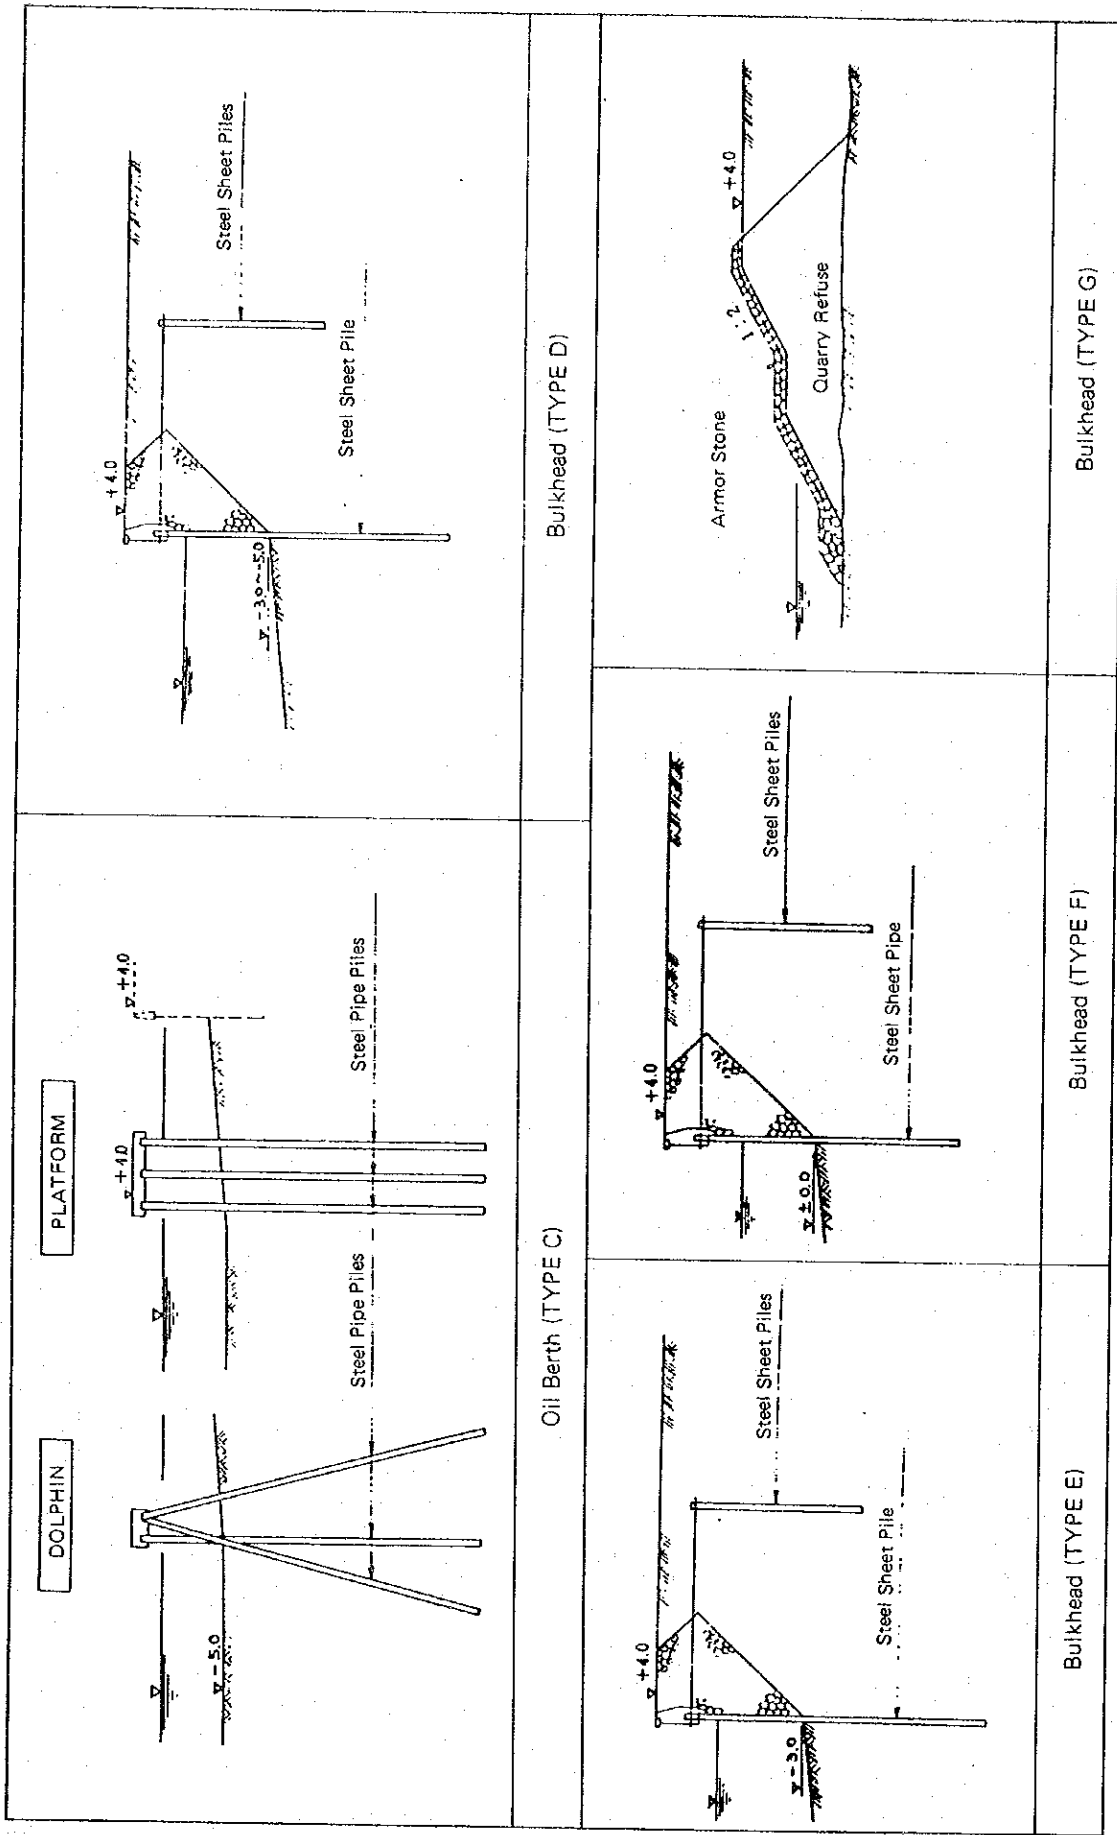 DOLPHIN
PLATFORM
+4.0
▽+4.0
▽-5.0
Steel Pipe Piles
Steel Pipe Piles
Oil Berth (TYPE C)
▽+4.0
▽-3.0~-5.0
Steel Sheet Piles
Steel Sheet Pile
Bulkhead (TYPE D)
+4.0
▽-3.0
Steel Sheet Piles
Steel Sheet Pile
Bulkhead (TYPE E)
▽+4.0
▽±0.0
Steel Sheet Piles
Steel Sheet Pipe
Bulkhead (TYPE F)
▽+4.0
1:2
Armor Stone
Quarry Refuse
Bulkhead (TYPE G)